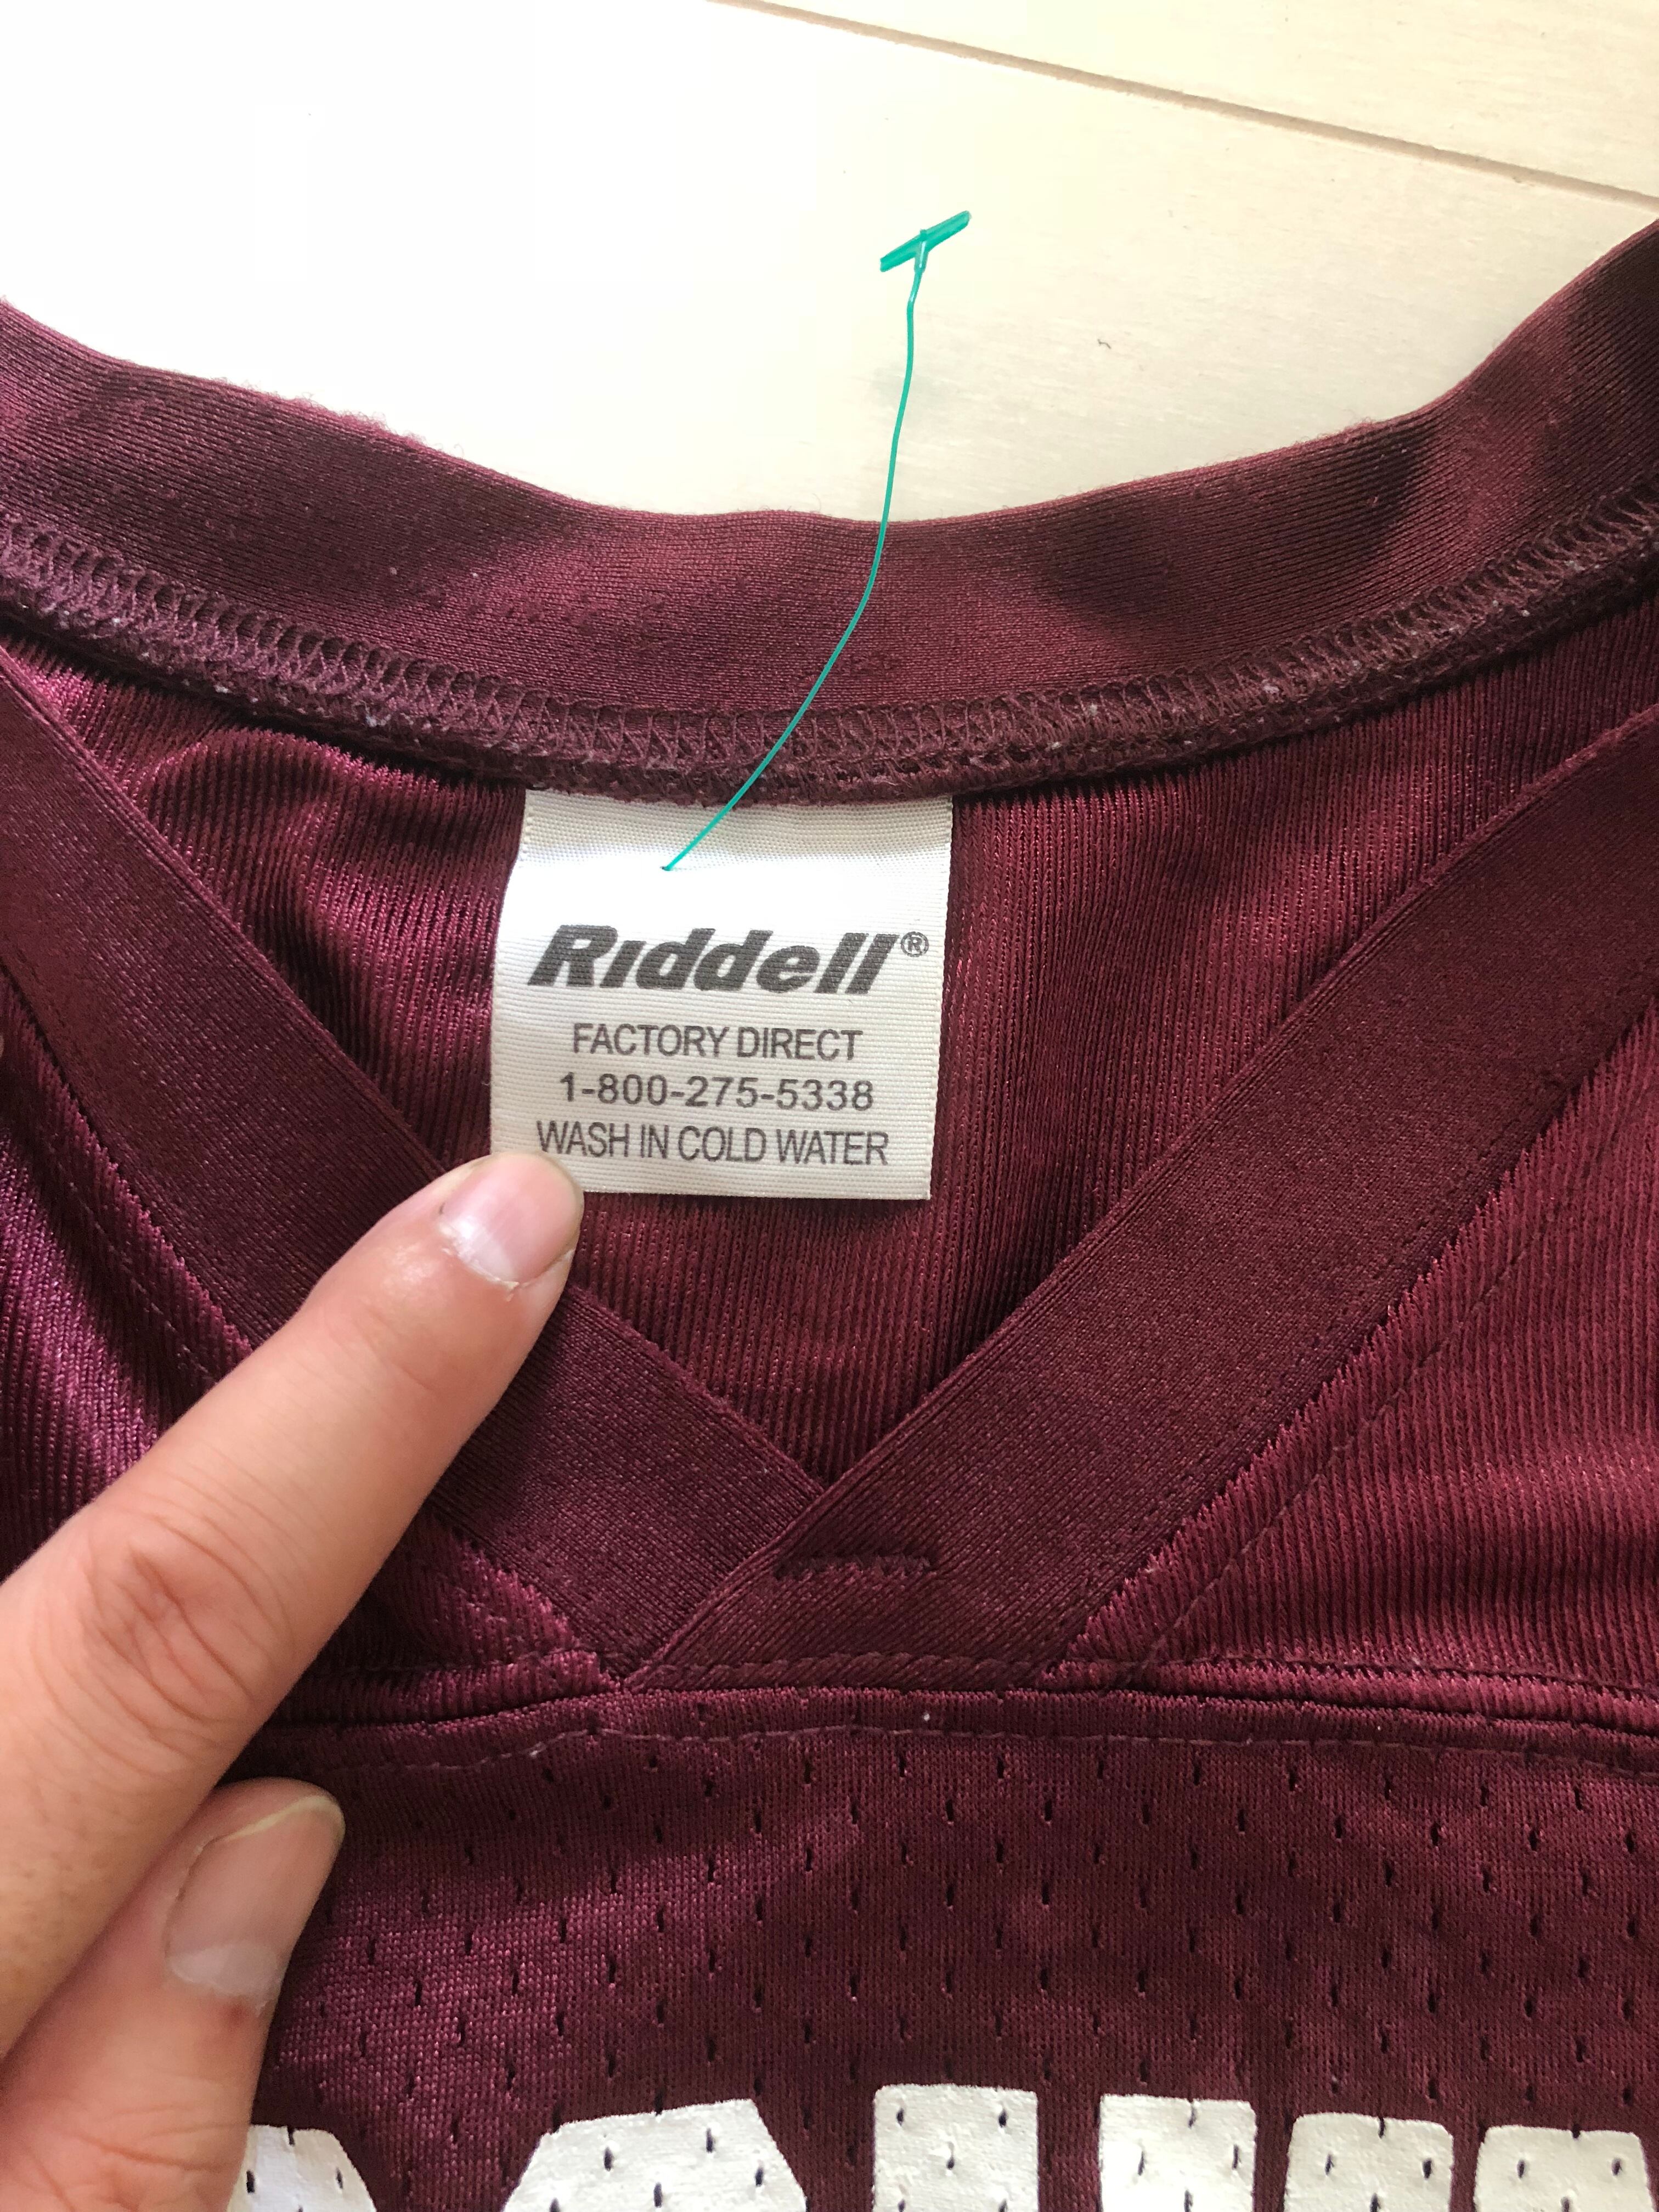 Riddell®
FACTORY DIRECT
1-800-275-5338
WASH IN COLD WATER